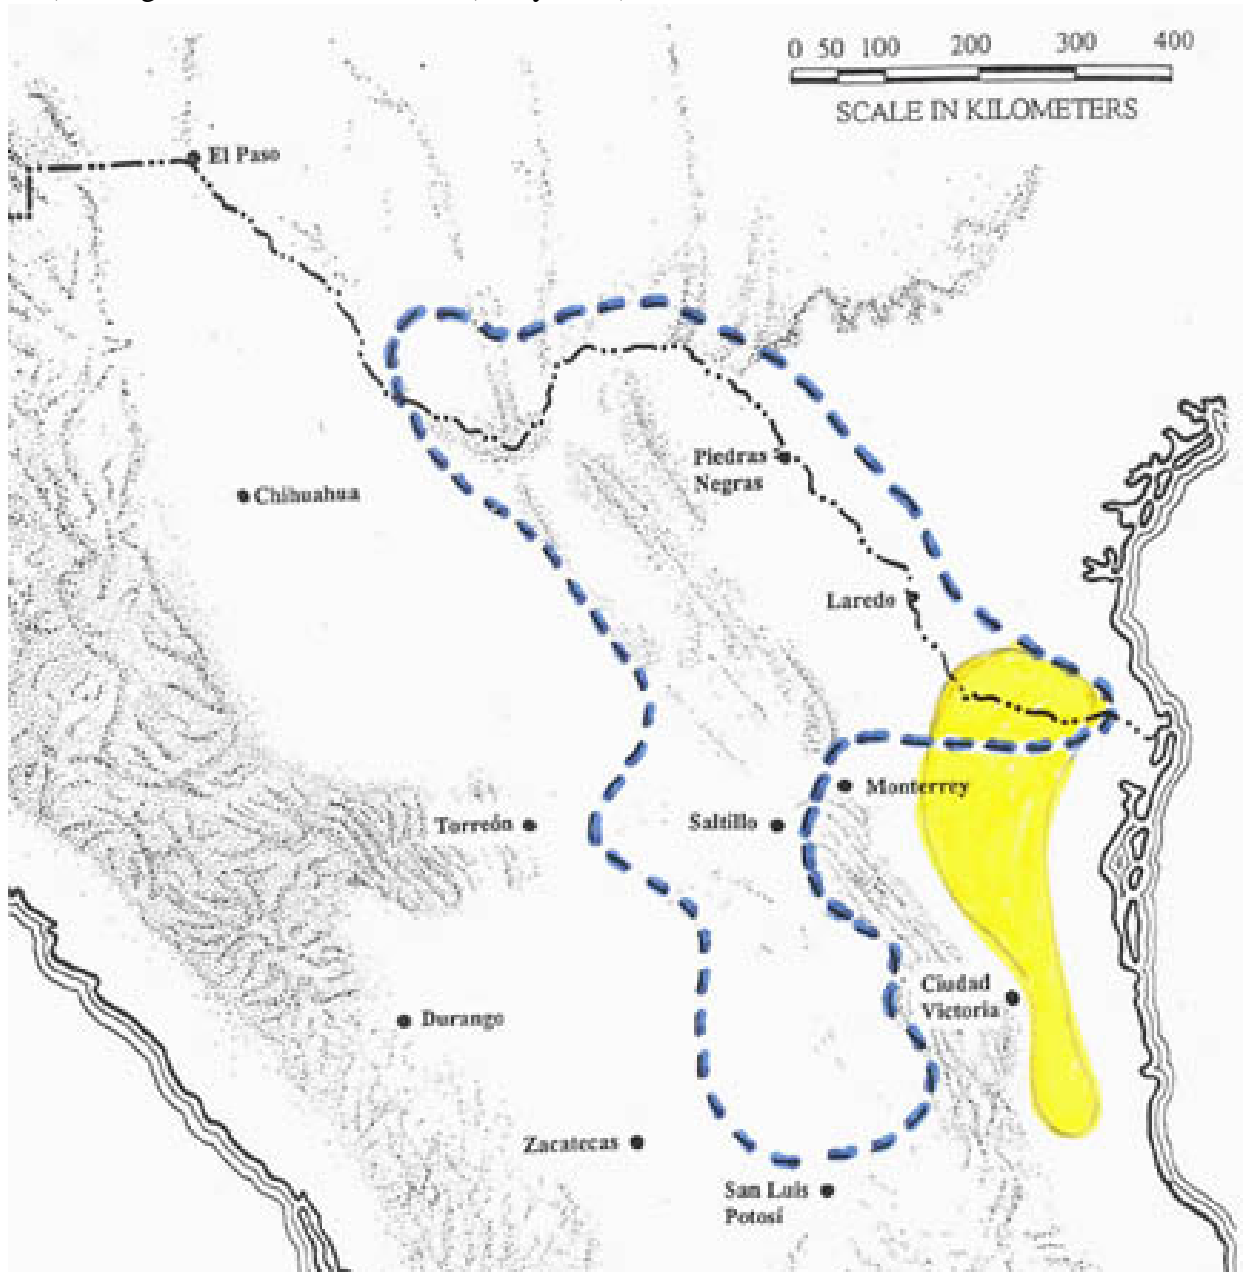 0 50 100 200 300 400
SCALE IN KILOMETERS
El Paso
Piedras
Negras
Chihuahua
Laredo
Monterrey
Torreón
Saltillo
Ciudad
Victoria
Durango
Zacatecas
San Luis
Potosí